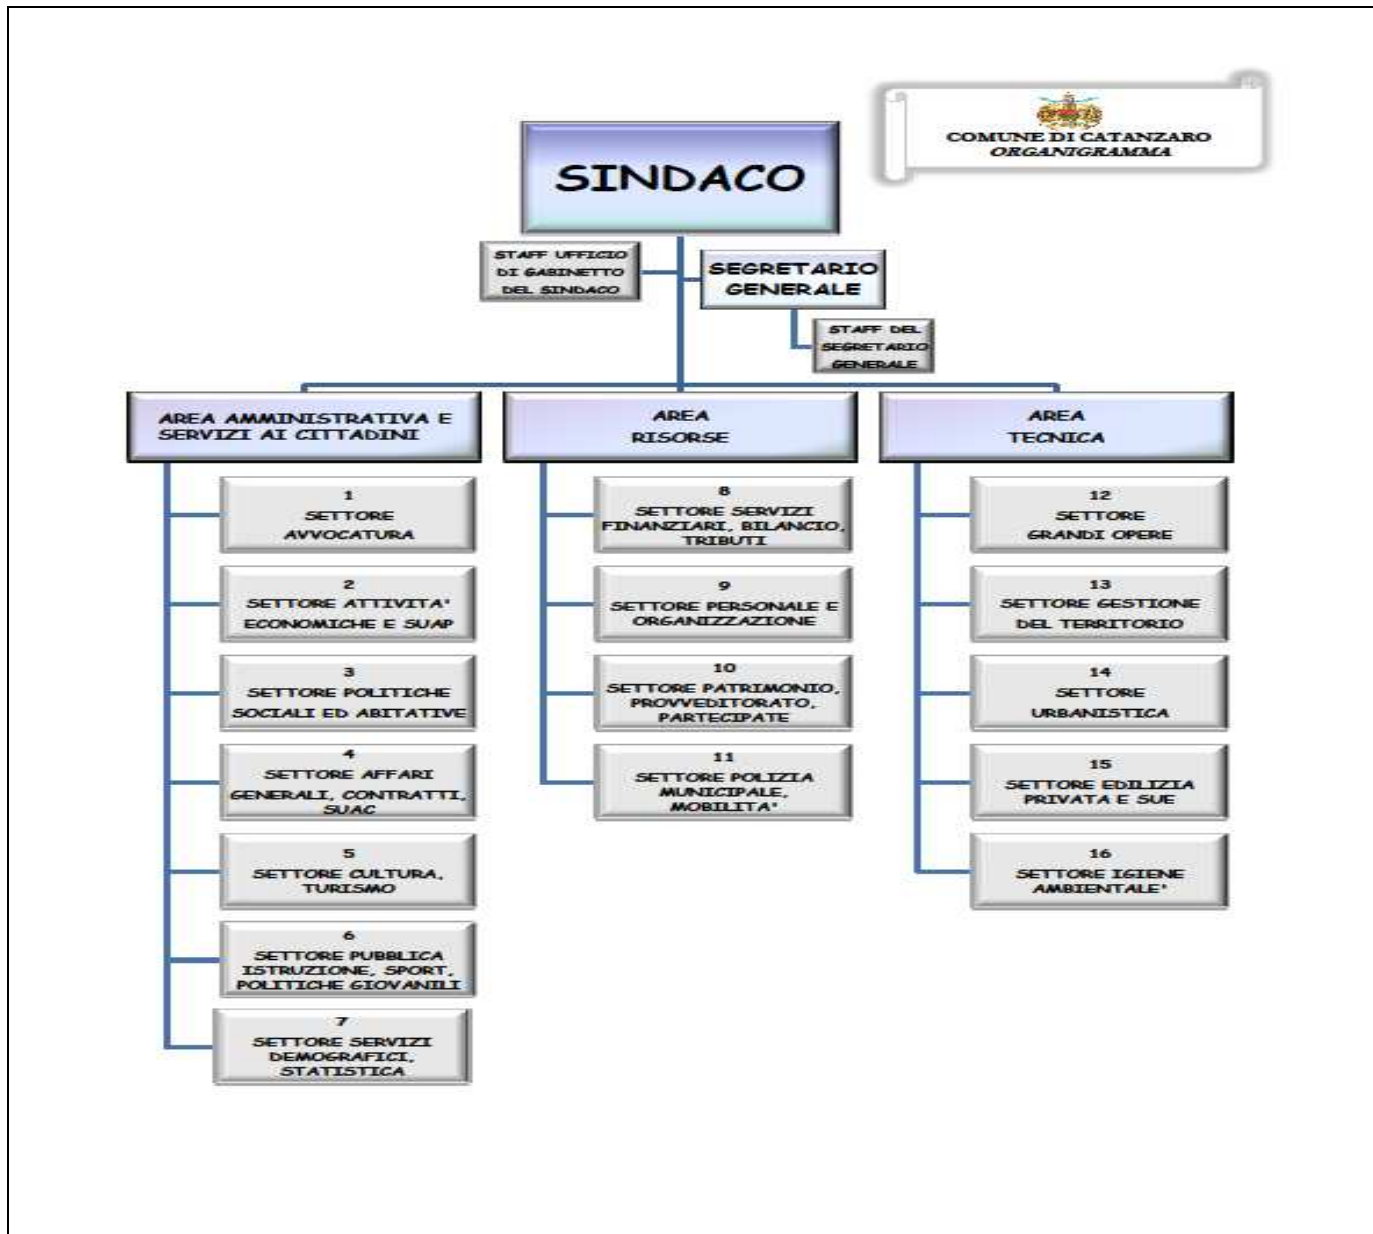 COMUNE DI CATANZARO
ORGANIGRAMMA
SINDACO
STAFF UFFICIO
DI GABINETTO
DEL SINDACO
SEGRETARIO
GENERALE
STAFF DEL
SEGRETARIO
GENERALE
AREA AMMINISTRATIVA E
SERVIZI AI CITTADINI
1
SETTORE
AVVOCATURA
2
SETTORE ATTIVITA'
ECONOMICHE E SUAP
3
SETTORE POLITICHE
SOCIALI ED ABITATIVE
4
SETTORE AFFARI
GENERALI, CONTRATTI,
SUAC
5
SETTORE CULTURA,
TURISMO
6
SETTORE PUBBLICA
ISTRUZIONE, SPORT,
POLITICHE GIOVANILI
7
SETTORE SERVIZI
DEMOGRAFICI,
STATISTICA
AREA
RISORSE
8
SETTORE SERVIZI
FINANZIARI, BILANCIO,
TRIBUTI
9
SETTORE PERSONALE E
ORGANIZZAZIONE
10
SETTORE PATRIMONIO,
PROVVEDITORATO,
PARTECIPATE
11
SETTORE POLIZIA
MUNICIPALE,
MOBILITA'
AREA
TECNICA
12
SETTORE
GRANDI OPERE
13
SETTORE GESTIONE
DEL TERRITORIO
14
SETTORE
URBANISTICA
15
SETTORE EDILIZIA
PRIVATA E SUE
16
SETTORE IGIENE
AMBIENTALE'